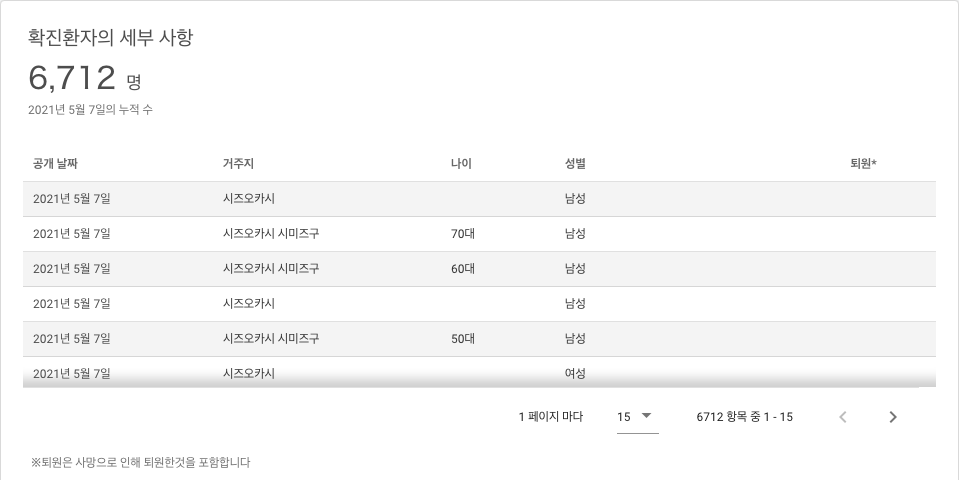 확진환자의 세부 사항
6,712 명
2021년 5월 7일의 누적 수
공개 날짜 거주지 나이 성별 퇴원*
2021년 5월 7일 시즈오카시 남성
2021년 5월 7일 시즈오카시 시미즈구 70대 남성
2021년 5월 7일 시즈오카시 시미즈구 60대 남성
2021년 5월 7일 시즈오카시 남성
2021년 5월 7일 시즈오카시 시미즈구 50대 남성
2021년 5월 7일 시즈오카시 여성
1 페이지 마다 15 6712 항목 중 1 - 15
※퇴원은 사망으로 인해 퇴원한것을 포함합니다